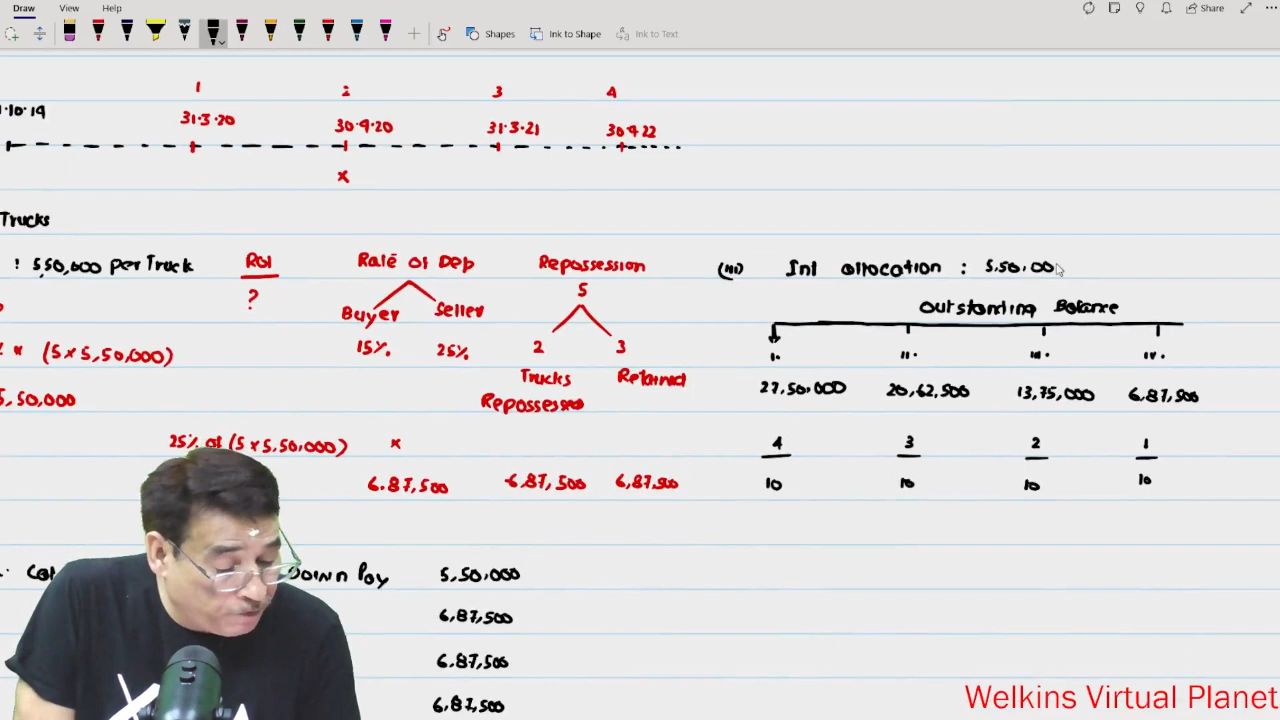 Draw View Help
Shapes Ink to Shape Ink to Text Share
1 2 3 4
1.10.19 31.3.20 30.9.20 31.3.21 30.9.22
x
Trucks
: 5,50,000 per Truck
ROI
?
Rate of Dep
Buyer Seller
15% 25%
Repossession
5
2 3
Trucks Retained
Repossessed
x (5 x 5,50,000)
5,50,000
25% of (5 x 5,50,000) x
6,87,500 6,87,500 6,87,500
(iii) Int allocation : 5,50,00
Outstanding Balance
i. ii. iii. iv.
27,50,000 20,62,500 13,75,000 6,87,500
4 3 2 1
10 10 10 10
Down Pay 5,50,000
6,87,500
6,87,500
6,87,500
Welkins Virtual Planet